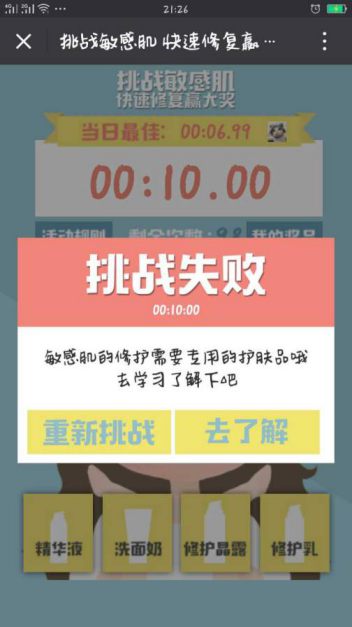 21:26
挑战敏感肌 快速修复赢…
挑战敏感肌
快速修复赢大奖
当日最佳: 00:06.99
00:10.00
活动规则 剩余次数:98 我的奖品
挑战失败
00:10:00
敏感肌的修护需要专用的护肤品哦
去学习了解下吧
重新挑战 去了解
精华液 洗面奶 修护晶露 修护乳